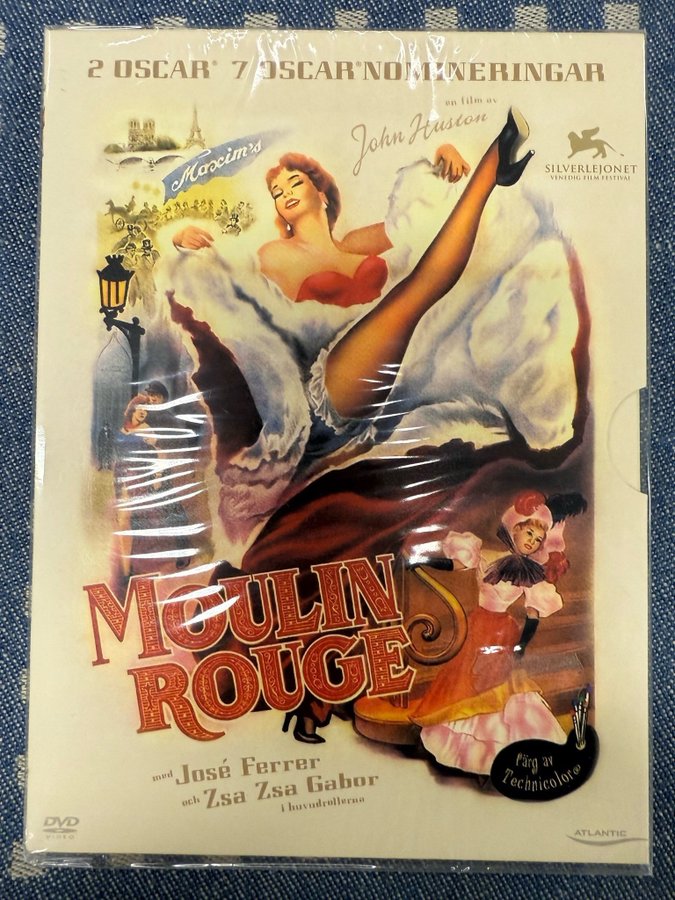 2 OSCAR® 7 OSCAR®NOMINERINGAR
en film av
John Huston
Maxim's
SILVERLEJONET
VENEDIG FILM FESTIVAL
MOULIN
ROUGE
med José Ferrer
och Zsa Zsa Gabor
i huvudrollerna
Färg av
Technicolor®
DVD
VIDEO
ATLANTIC